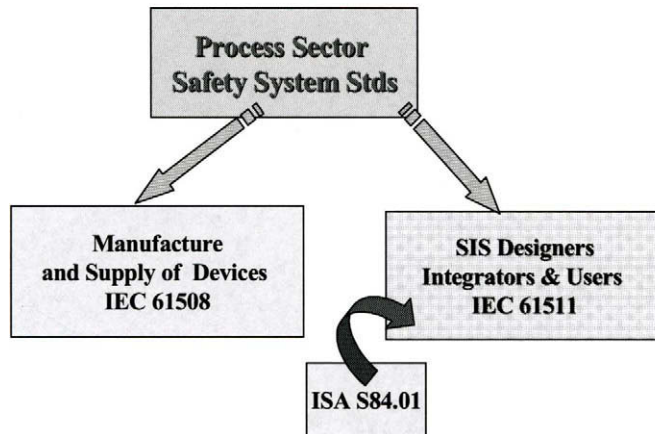 Process Sector
Safety System Stds
Manufacture
and Supply of Devices
IEC 61508
SIS Designers
Integrators & Users
IEC 61511
ISA S84.01